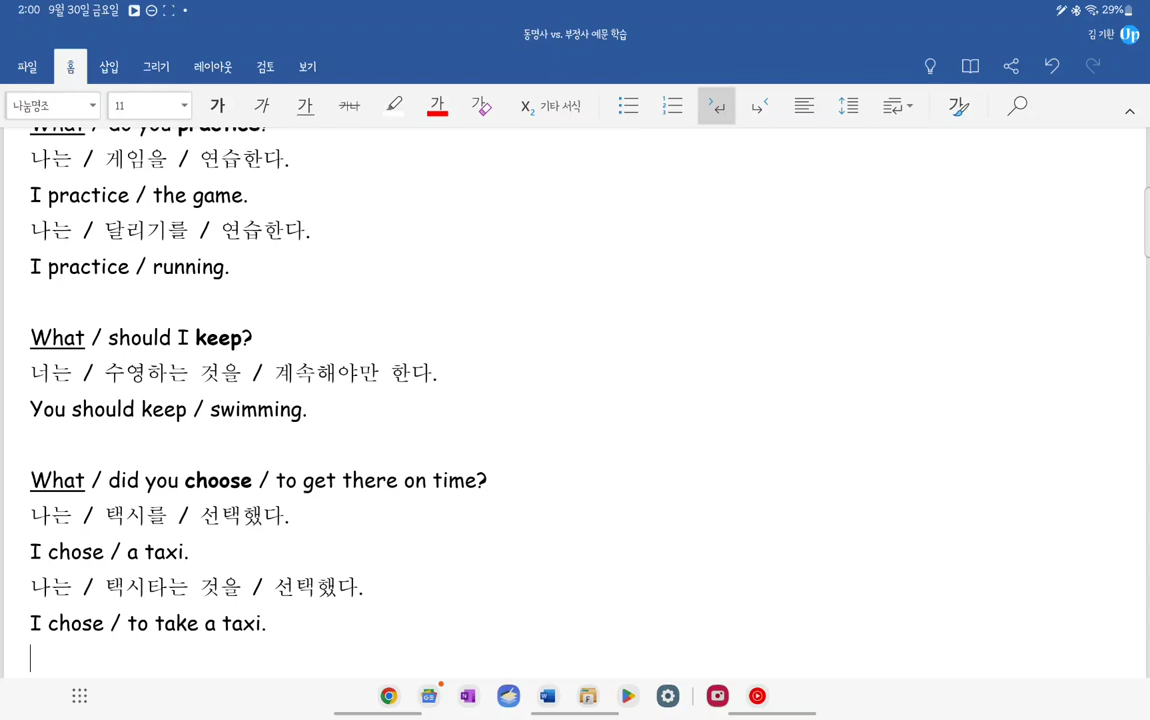 2:00 9월 30일 금요일
29%
동명사 vs. 부정사 예문 학습
김 기환 Up
파일 홈 삽입 그리기 레이아웃 검토 보기
나눔명조 11 가 가 가 가나 가 가 X₂ 기타 서식 가
What / do you practice?
나는 / 게임을 / 연습한다.
I practice / the game.
나는 / 달리기를 / 연습한다.
I practice / running.
What / should I keep?
너는 / 수영하는 것을 / 계속해야만 한다.
You should keep / swimming.
What / did you choose / to get there on time?
나는 / 택시를 / 선택했다.
I chose / a taxi.
나는 / 택시타는 것을 / 선택했다.
I chose / to take a taxi.